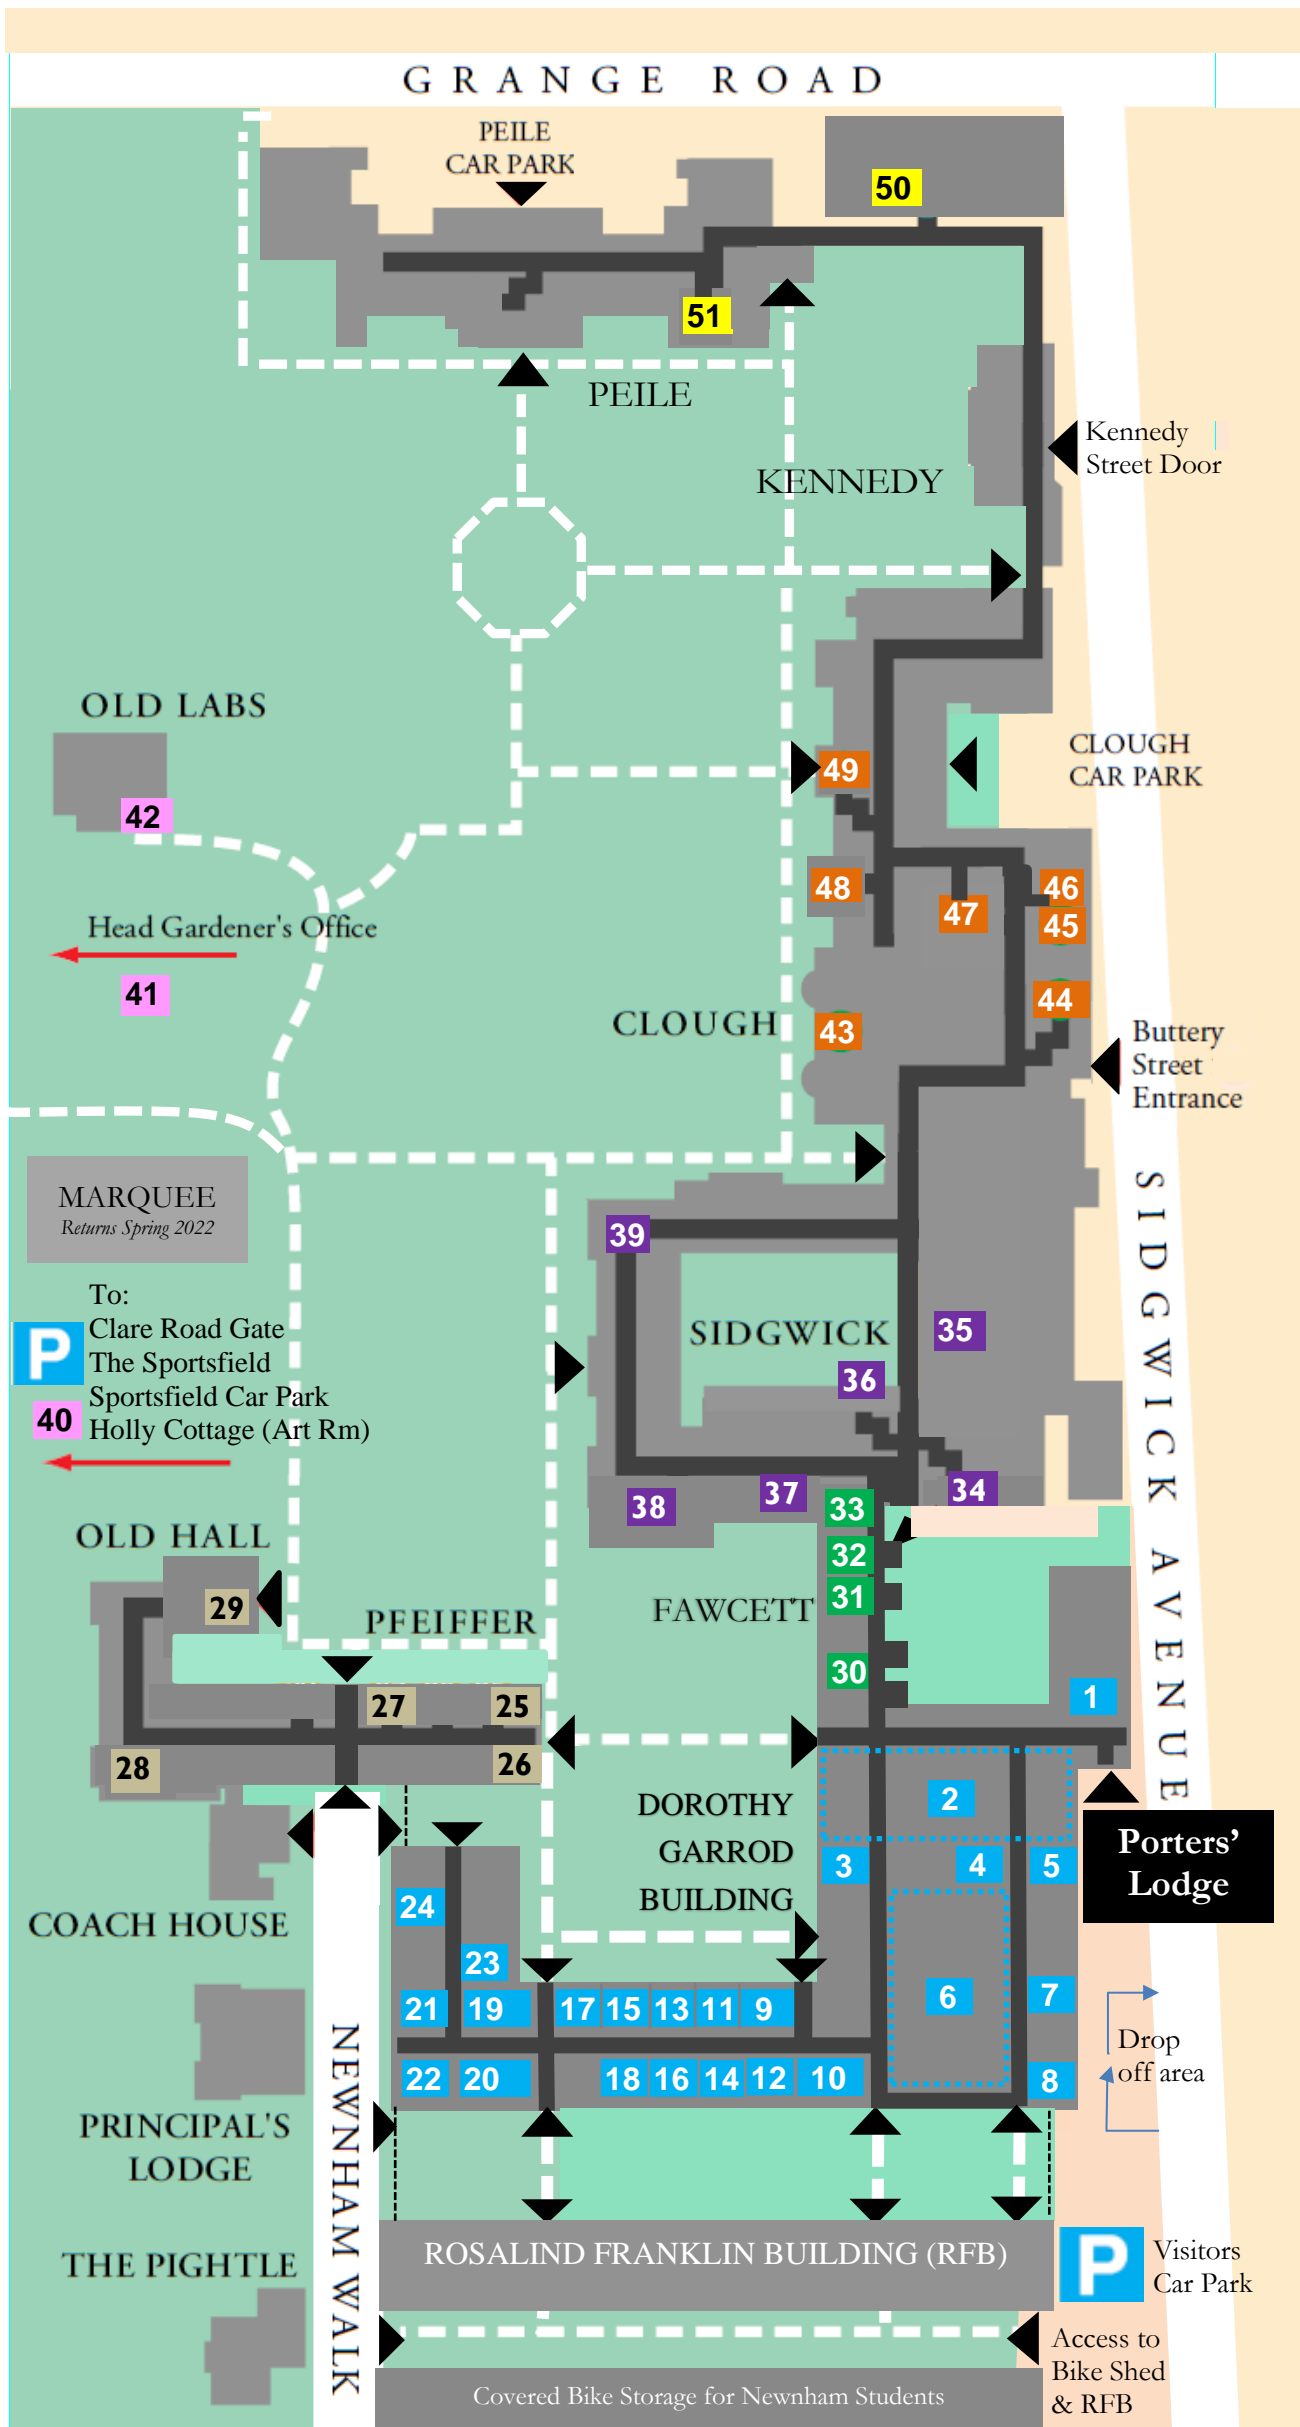 GRANGE ROAD
PEILE
CAR PARK
50
51
PEILE
Kennedy
Street Door
KENNEDY
OLD LABS
CLOUGH
CAR PARK
49
42
48
46
47
45
Head Gardener's Office
41
44
CLOUGH
43
Buttery
Street
Entrance
MARQUEE
Returns Spring 2022
39
SIDGWICK AVENUE
To:
P
Clare Road Gate
The Sportsfield
Sportsfield Car Park
40
Holly Cottage (Art Rm)
SIDGWICK
35
36
34
37
38
33
OLD HALL
32
31
29
FAWCETT
PFEIFFER
30
27
25
1
28
26
2
DOROTHY
GARROD
BUILDING
Porters’
Lodge
3
4
5
24
COACH HOUSE
23
6
7
21
19
17
15
13
11
9
Drop
off area
22
20
18
16
14
12
10
8
NEWNHAM WALK
PRINCIPAL'S
LODGE
ROSALIND FRANKLIN BUILDING (RFB)
P
Visitors
Car Park
THE PIGHTLE
Access to
Bike Shed
& RFB
Covered Bike Storage for Newnham Students